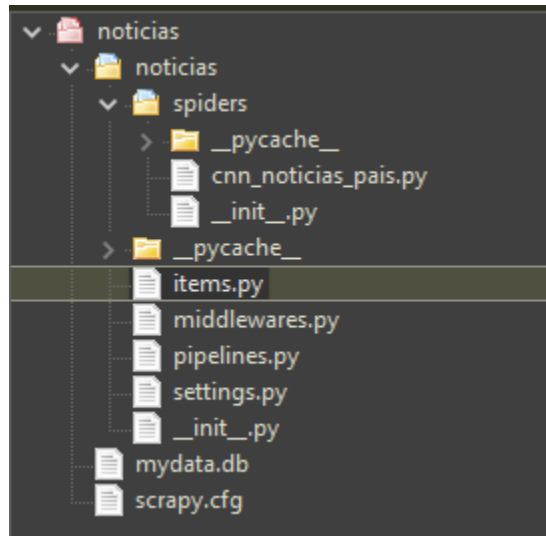 noticias
noticias
spiders
__pycache__
cnn_noticias_pais.py
__init__.py
__pycache__
items.py
middlewares.py
pipelines.py
settings.py
__init__.py
mydata.db
scrapy.cfg